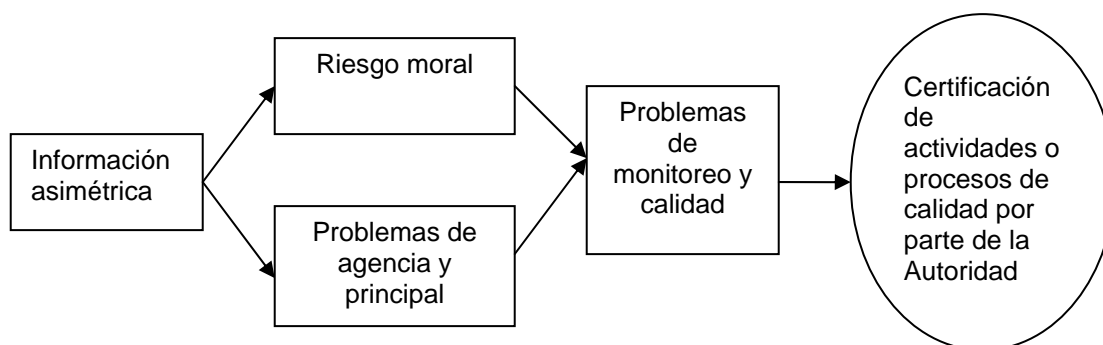 Información
asimétrica
Riesgo moral
Problemas de
agencia y
principal
Problemas
de
monitoreo y
calidad
Certificación
de
actividades o
procesos de
calidad por
parte de la
Autoridad